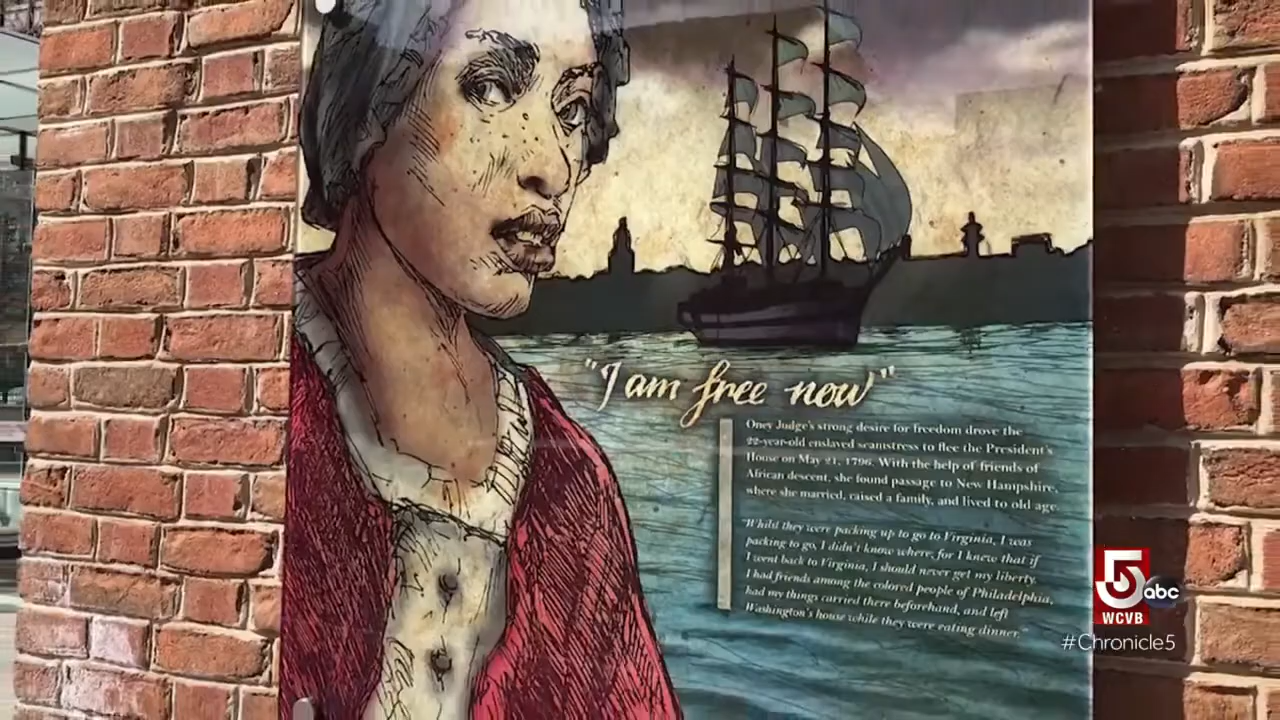 "I am free now"
Oney Judge's strong desire for freedom drove the
22-year-old enslaved seamstress to flee the President's
House on May 21, 1796. With the help of friends of
African descent, she found passage to New Hampshire,
where she married, raised a family, and lived to old age.
"Whilst they were packing up to go to Virginia, I was
packing to go, I didn't know where, for I knew that if
I went back to Virginia, I should never get my liberty.
I had friends among the colored people of Philadelphia,
had my things carried there beforehand, and left
Washington's house while they were eating dinner."
5 abc
WCVB
#Chronicle5